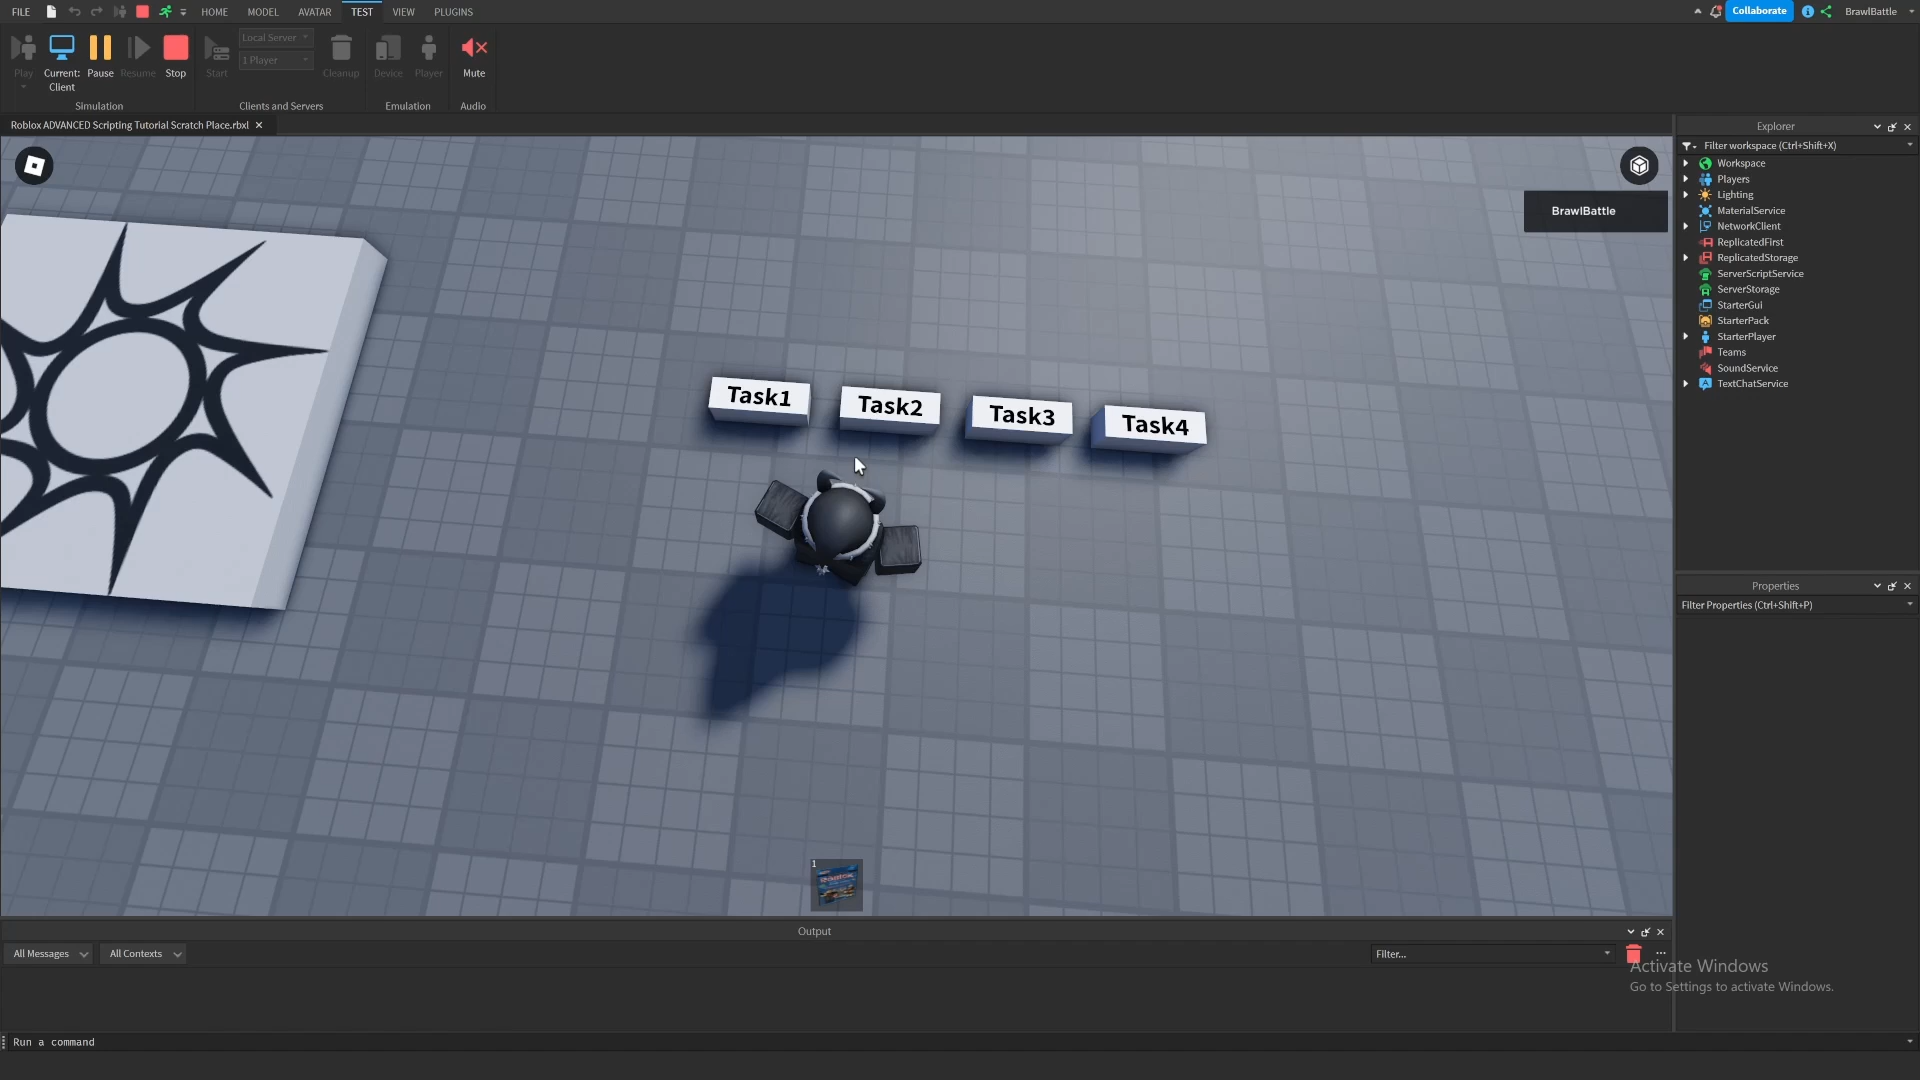 FILE HOME MODEL AVATAR TEST VIEW PLUGINS Collaborate BrawlBattle
Play Current: Client Pause Resume Stop Start Local Server 1 Player Cleanup Device Player Mute
Simulation Clients and Servers Emulation Audio
Roblox ADVANCED Scripting Tutorial Scratch Place.rbxl
BrawlBattle
Task1 Task2 Task3 Task4
1
Explorer
Filter workspace (Ctrl+Shift+X)
Workspace
Players
Lighting
MaterialService
NetworkClient
ReplicatedFirst
ReplicatedStorage
ServerScriptService
ServerStorage
StarterGui
StarterPack
StarterPlayer
Teams
SoundService
TextChatService
Properties
Filter Properties (Ctrl+Shift+P)
Output
All Messages All Contexts Filter...
Activate Windows
Go to Settings to activate Windows.
Run a command